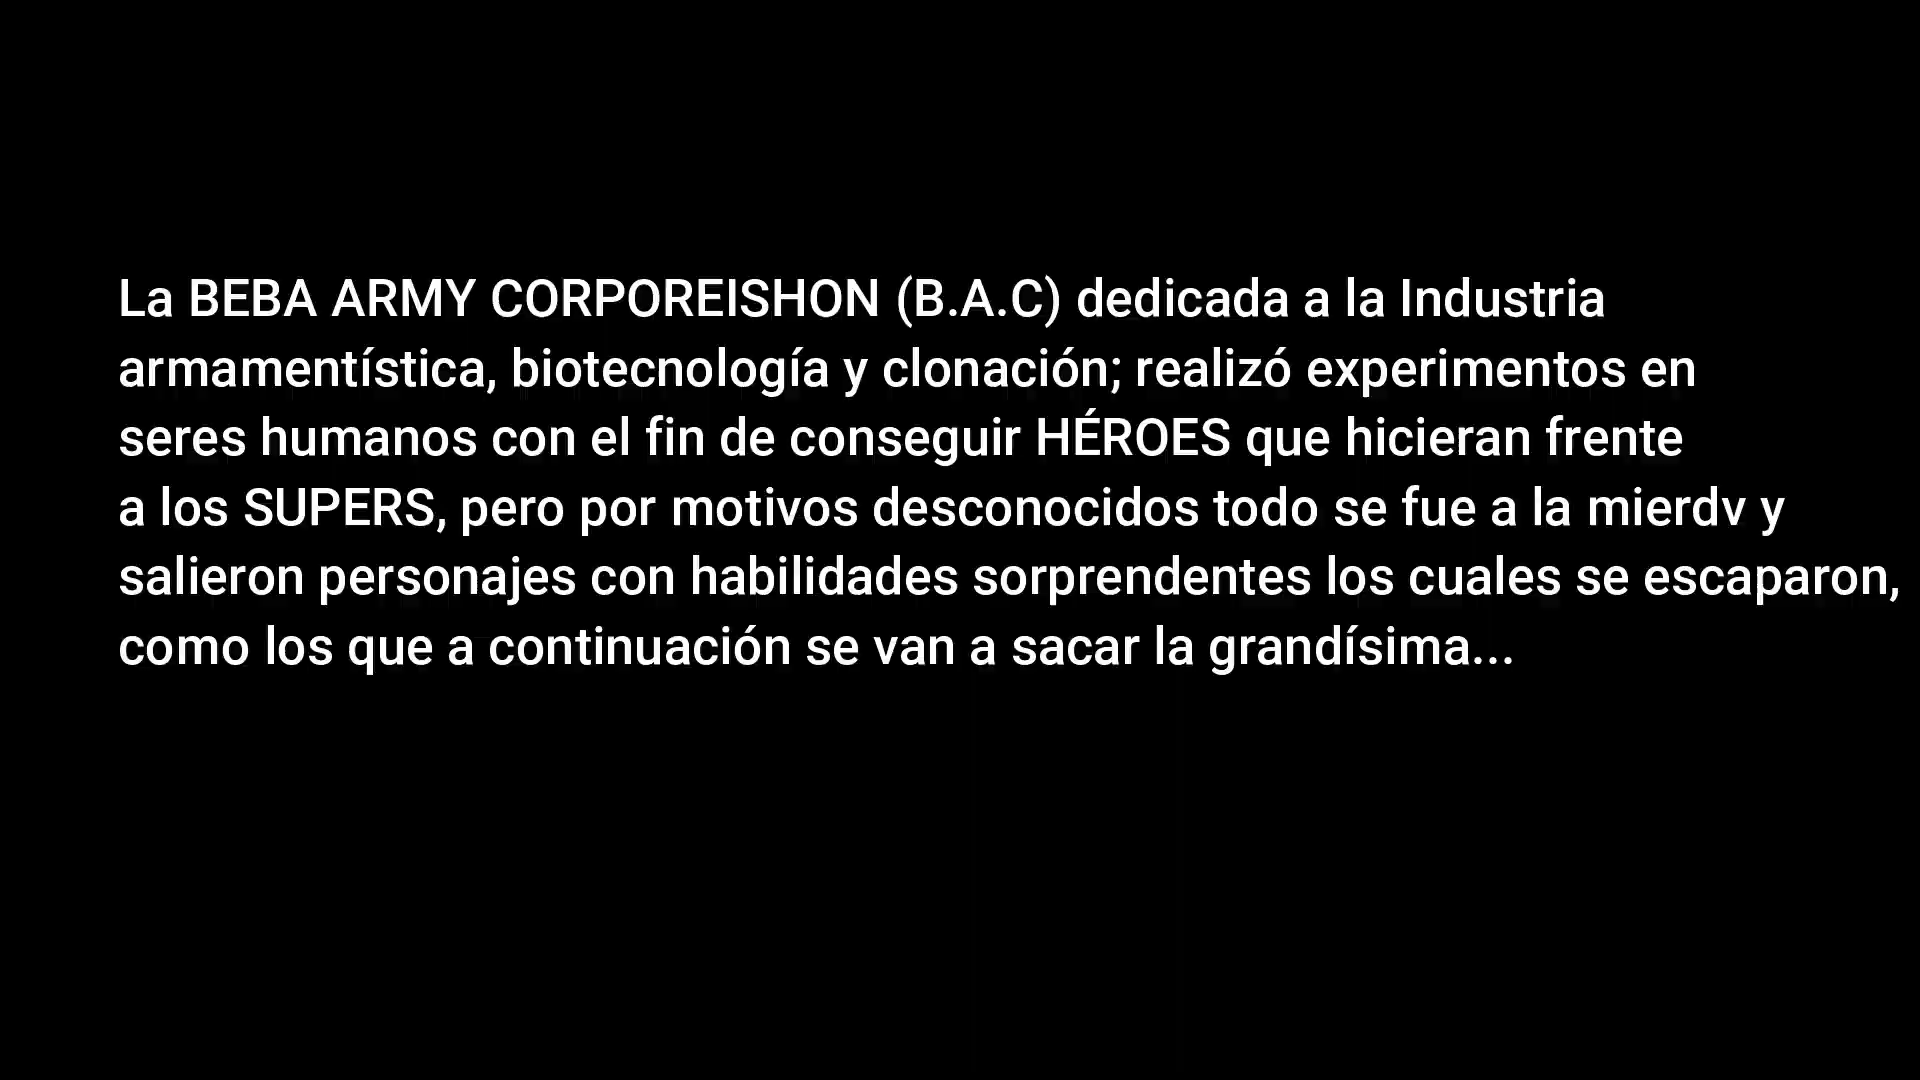 La BEBA ARMY CORPOREISHON (B.A.C) dedicada a la Industria
armamentística, biotecnología y clonación; realizó experimentos en
seres humanos con el fin de conseguir HÉROES que hicieran frente
a los SUPERS, pero por motivos desconocidos todo se fue a la mierdv y
salieron personajes con habilidades sorprendentes los cuales se escaparon,
como los que a continuación se van a sacar la grandísima...